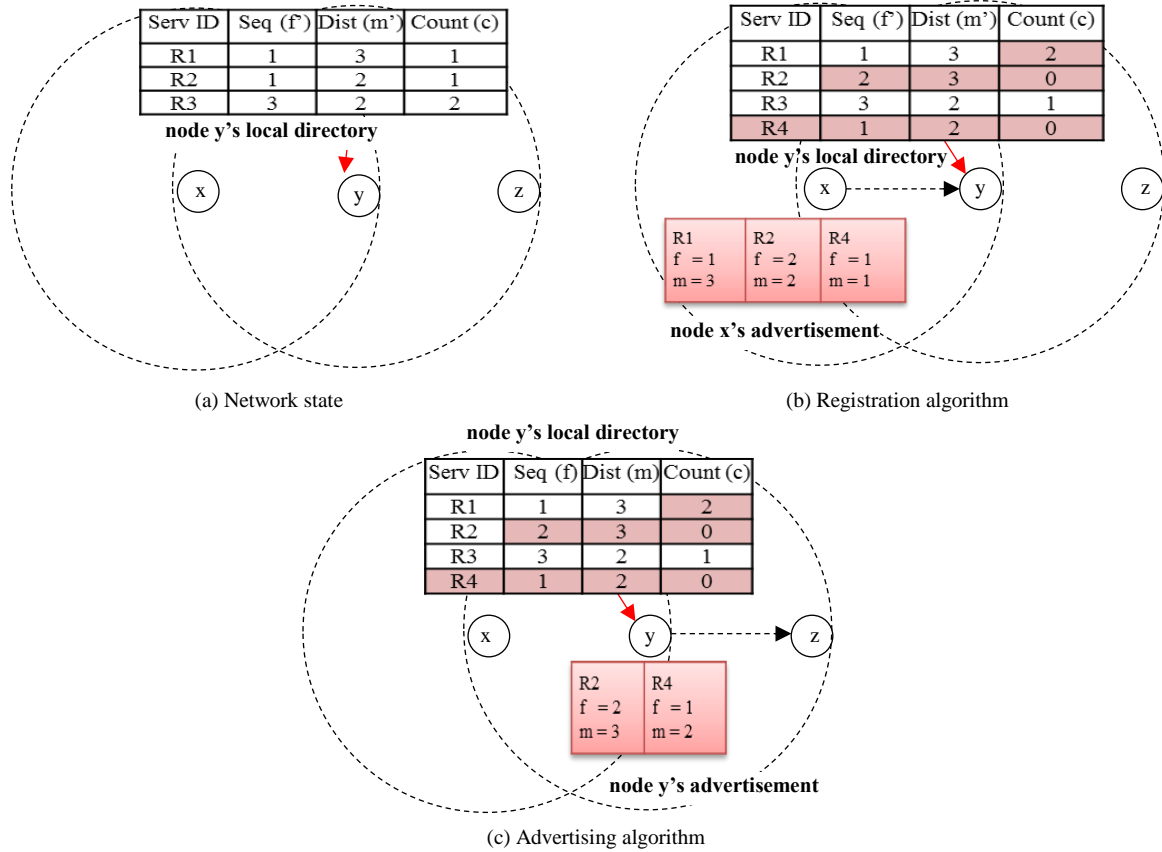 Serv ID Seq (f’) Dist (m’) Count (c)
R1 1 3 1
R2 1 2 1
R3 3 2 2
node y’s local directory
x y z
(a) Network state
Serv ID Seq (f’) Dist (m’) Count (c)
R1 1 3 2
R2 2 3 0
R3 3 2 1
R4 1 2 0
node y’s local directory
x y z
R1 R2 R4
f = 1 f = 2 f = 1
m = 3 m = 2 m = 1
node x’s advertisement
(b) Registration algorithm
node y’s local directory
Serv ID Seq (f) Dist (m) Count (c)
R1 1 3 2
R2 2 3 0
R3 3 2 1
R4 1 2 0
x y z
R2 R4
f = 2 f = 1
m = 3 m = 2
node y’s advertisement
(c) Advertising algorithm